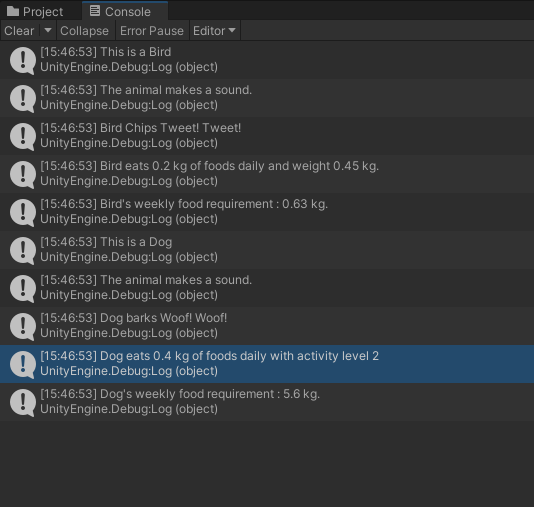 Project Console
Clear Collapse Error Pause Editor
[15:46:53] This is a Bird
UnityEngine.Debug:Log (object)
[15:46:53] The animal makes a sound.
UnityEngine.Debug:Log (object)
[15:46:53] Bird Chips Tweet! Tweet!
UnityEngine.Debug:Log (object)
[15:46:53] Bird eats 0.2 kg of foods daily and weight 0.45 kg.
UnityEngine.Debug:Log (object)
[15:46:53] Bird's weekly food requirement : 0.63 kg.
UnityEngine.Debug:Log (object)
[15:46:53] This is a Dog
UnityEngine.Debug:Log (object)
[15:46:53] The animal makes a sound.
UnityEngine.Debug:Log (object)
[15:46:53] Dog barks Woof! Woof!
UnityEngine.Debug:Log (object)
[15:46:53] Dog eats 0.4 kg of foods daily with activity level 2
UnityEngine.Debug:Log (object)
[15:46:53] Dog's weekly food requirement : 5.6 kg.
UnityEngine.Debug:Log (object)